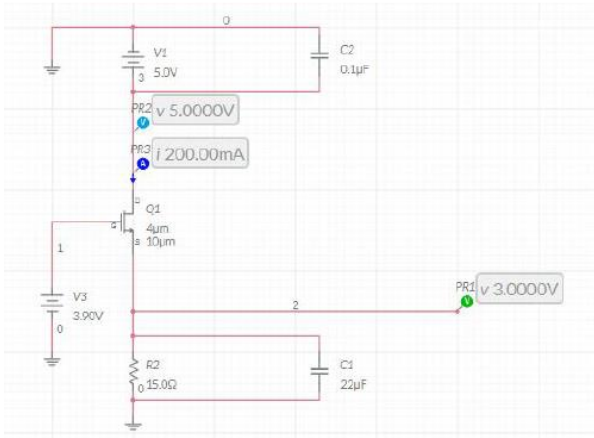 0
V1
3 5.0V
C2
0.1µF
PR2 v 5.0000V
V
PR3 i 200.00mA
A
D
Q1
G
4µm
S 10µm
1
V3
3.90V
0
2
PR1 v 3.0000V
V
R2
0 15.0Ω
C1
22µF